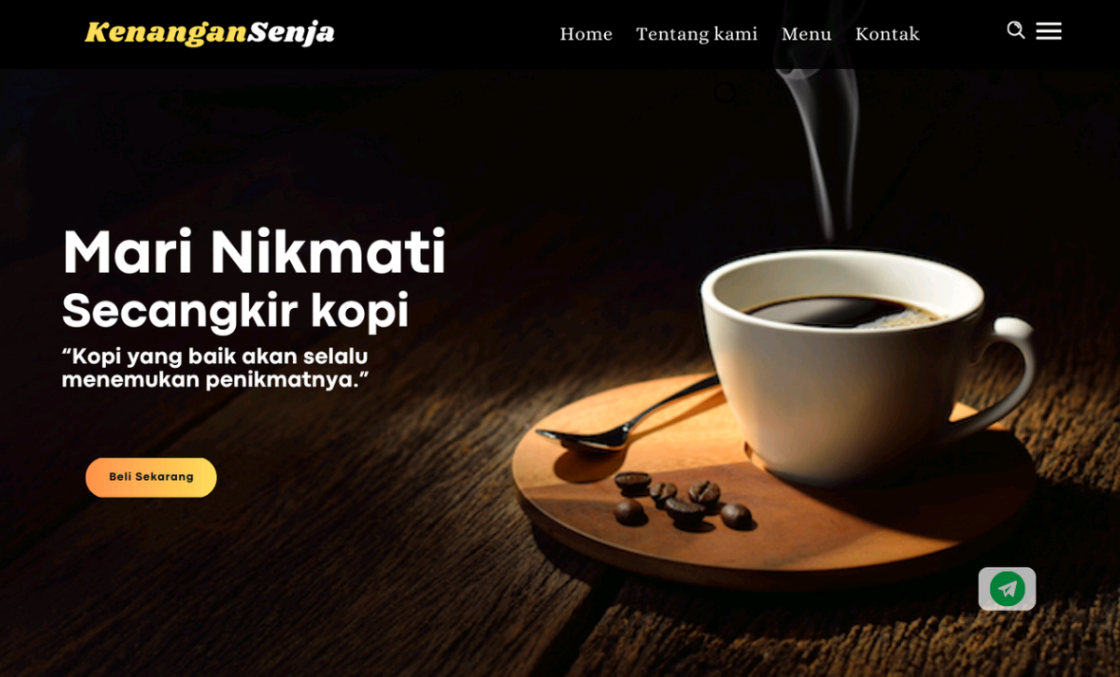 KenanganSenja
Home Tentang kami Menu Kontak
Mari Nikmati
Secangkir kopi
“Kopi yang baik akan selalu
menemukan penikmatnya.”
Beli Sekarang